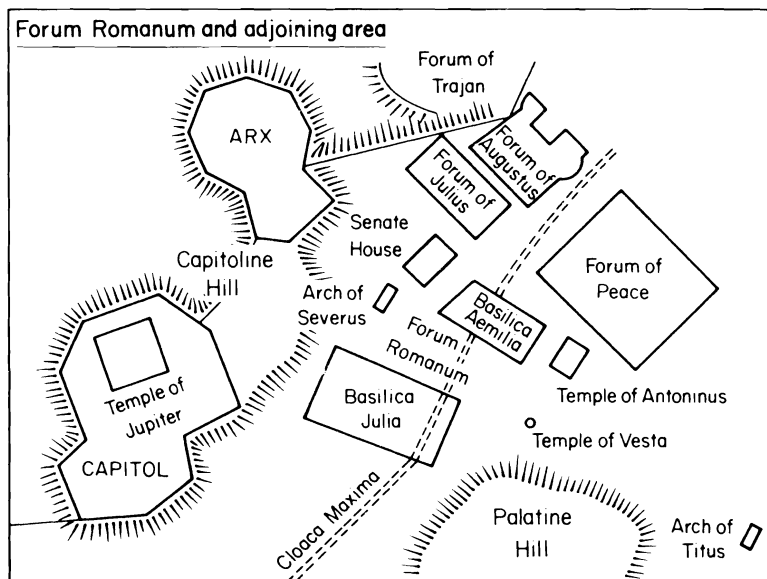 Forum Romanum and adjoining area
Forum of
Trajan
ARX
Forum of
Augustus
Forum of
Julius
Senate
House
Capitoline
Hill
Forum of
Peace
Arch of
Severus
Basilica
Aemilia
Forum
Romanum
Temple of
Jupiter
Basilica
Julia
Temple of Antoninus
Temple of Vesta
CAPITOL
Cloaca Maxima
Palatine
Hill
Arch of
Titus